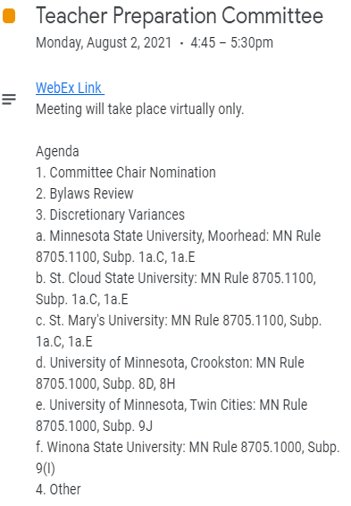 Teacher Preparation Committee
Monday, August 2, 2021 · 4:45 – 5:30pm
WebEx Link
Meeting will take place virtually only.
Agenda
1. Committee Chair Nomination
2. Bylaws Review
3. Discretionary Variances
a. Minnesota State University, Moorhead: MN Rule
8705.1100, Subp. 1a.C, 1a.E
b. St. Cloud State University: MN Rule 8705.1100,
Subp. 1a.C, 1a.E
c. St. Mary's University: MN Rule 8705.1100, Subp.
1a.C, 1a.E
d. University of Minnesota, Crookston: MN Rule
8705.1000, Subp. 8D, 8H
e. University of Minnesota, Twin Cities: MN Rule
8705.1000, Subp. 9J
f. Winona State University: MN Rule 8705.1000, Subp.
9(I)
4. Other